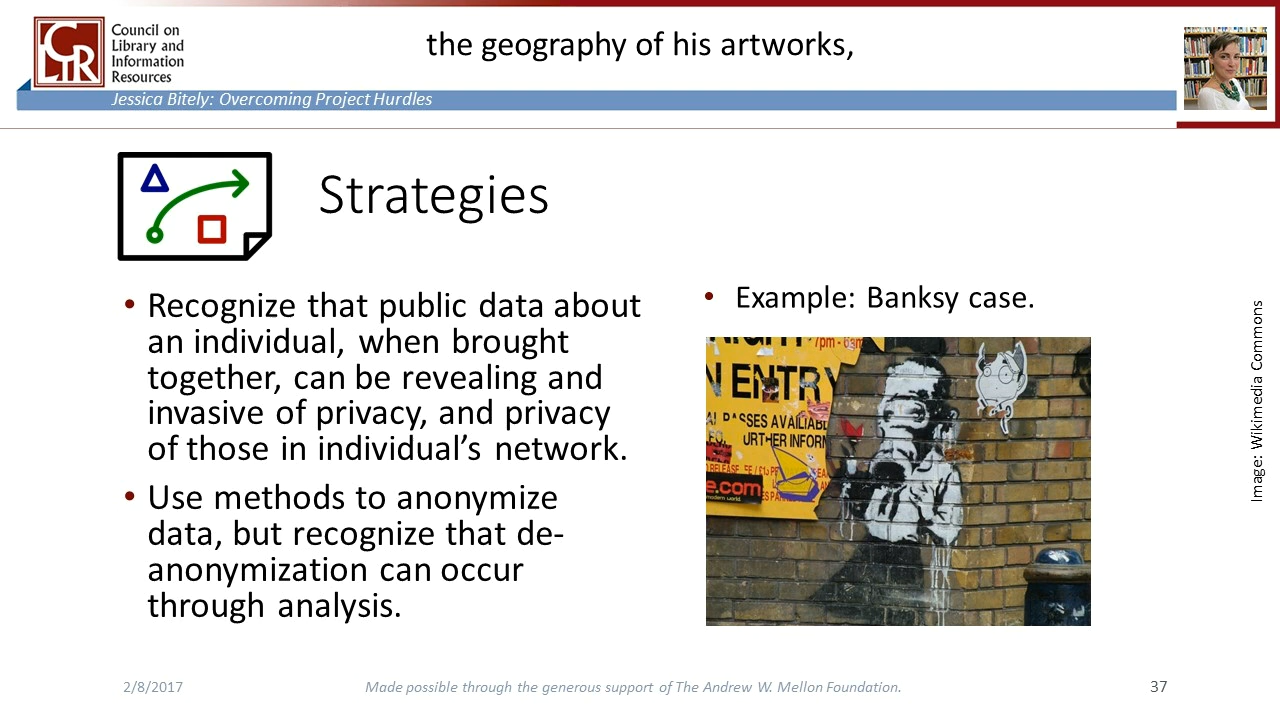 Council on
Library and
Information
Resources
CLIR
the geography of his artworks,
Jessica Bitely: Overcoming Project Hurdles
Strategies
• Recognize that public data about
an individual, when brought
together, can be revealing and
invasive of privacy, and privacy
of those in individual's network.
• Use methods to anonymize
data, but recognize that de-
anonymization can occur
through analysis.
• Example: Banksy case.
7pm
ENTRY
PASSES AVAILABL
URTHER INFORM
e.com
modern world.
Image: Wikimedia Commons
2/8/2017
Made possible through the generous support of The Andrew W. Mellon Foundation.
37